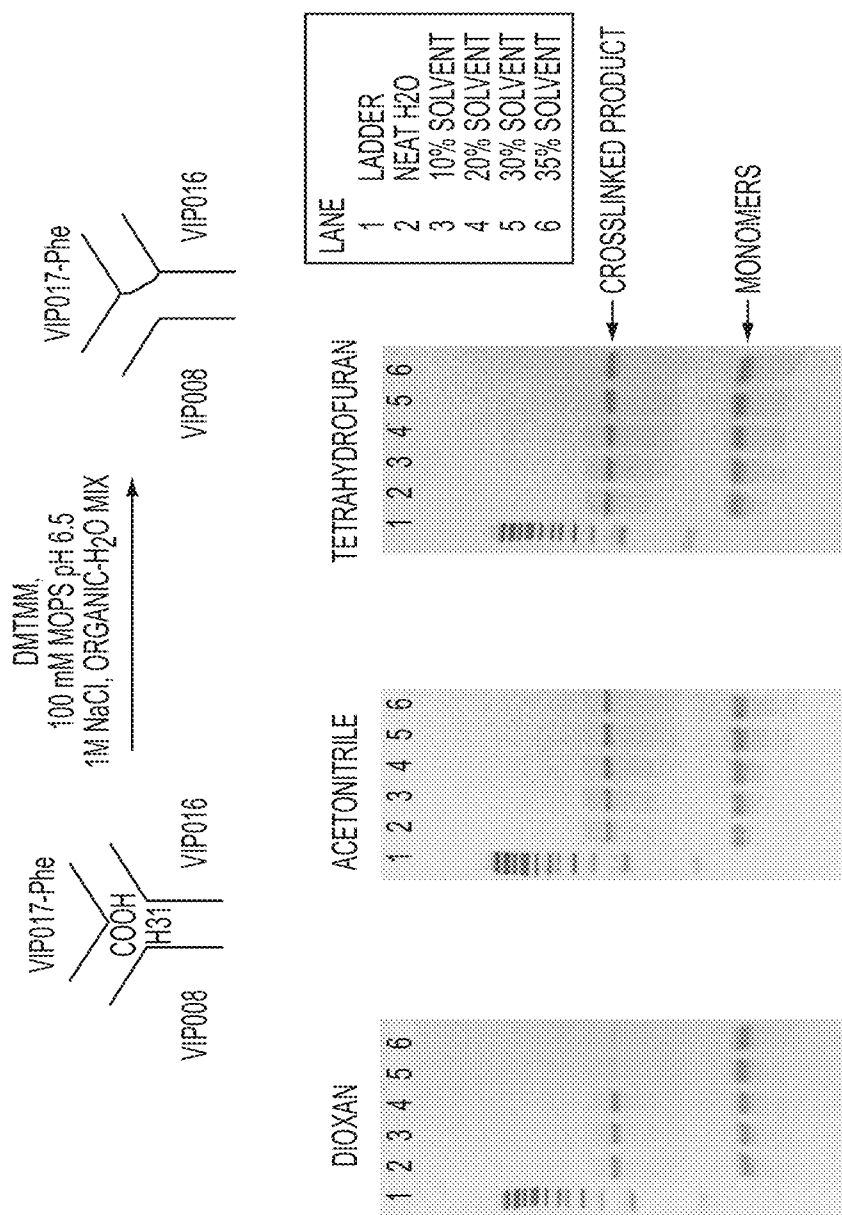 DMTMM,
100 mM MOPS pH 6.5
1M NaCl, ORGANIC-H2O MIX
VIP017-Phe
COOH
H31
VIP008
VIP016
VIP017-Phe
VIP008
VIP016
LANE
1 LADDER
2 NEAT H2O
3 10% SOLVENT
4 20% SOLVENT
5 30% SOLVENT
6 35% SOLVENT
DIOXAN
1 2 3 4 5 6
ACETONITRILE
1 2 3 4 5 6
TETRAHYDROFURAN
1 2 3 4 5 6
CROSSLINKED PRODUCT
MONOMERS